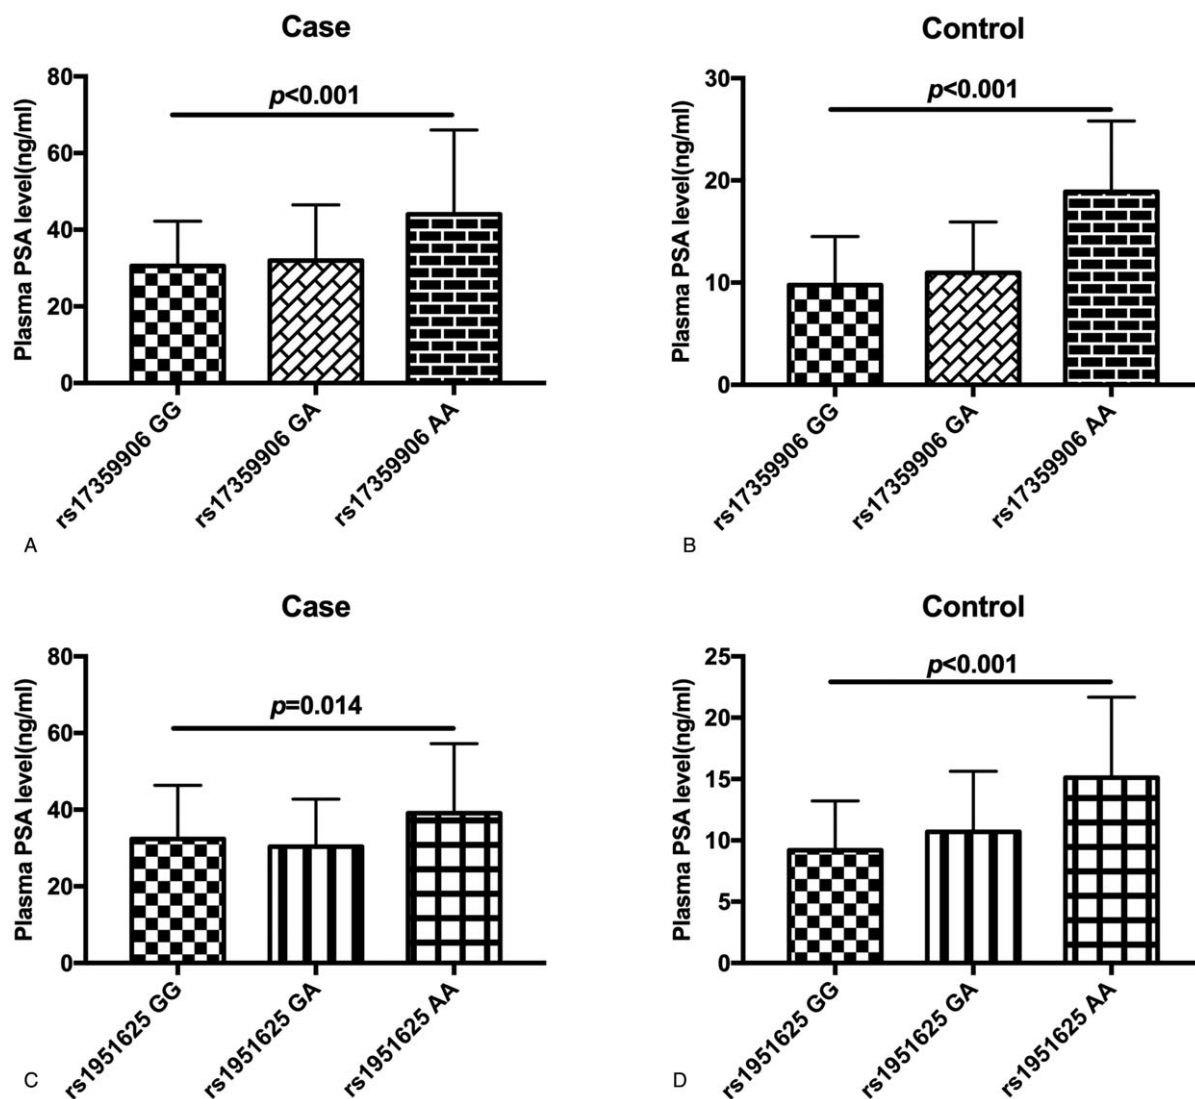 Case
Plasma PSA level(ng/ml)
80
60
40
20
0
p<0.001
rs17359906 GG
rs17359906 GA
rs17359906 AA
A
Control
Plasma PSA level(ng/ml)
30
20
10
0
p<0.001
rs17359906 GG
rs17359906 GA
rs17359906 AA
B
Case
Plasma PSA level(ng/ml)
80
60
40
20
0
p=0.014
rs1951625 GG
rs1951625 GA
rs1951625 AA
C
Control
Plasma PSA level(ng/ml)
25
20
15
10
5
0
p<0.001
rs1951625 GG
rs1951625 GA
rs1951625 AA
D